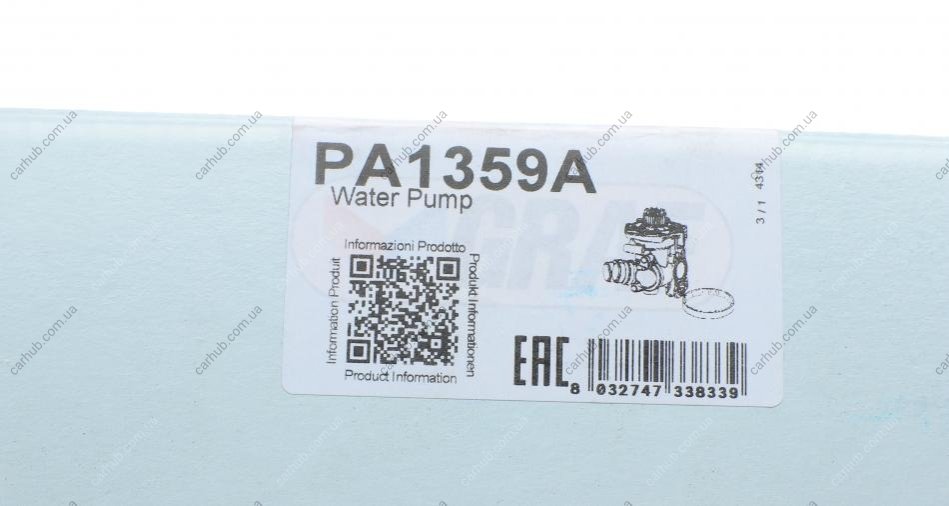 PA1359A
Water Pump
GRAF
3 / 1
Informazioni Prodotto
Information Produit
Produkt Informationen
Product Information
EAC
8 032747 338339
carhub.com.ua